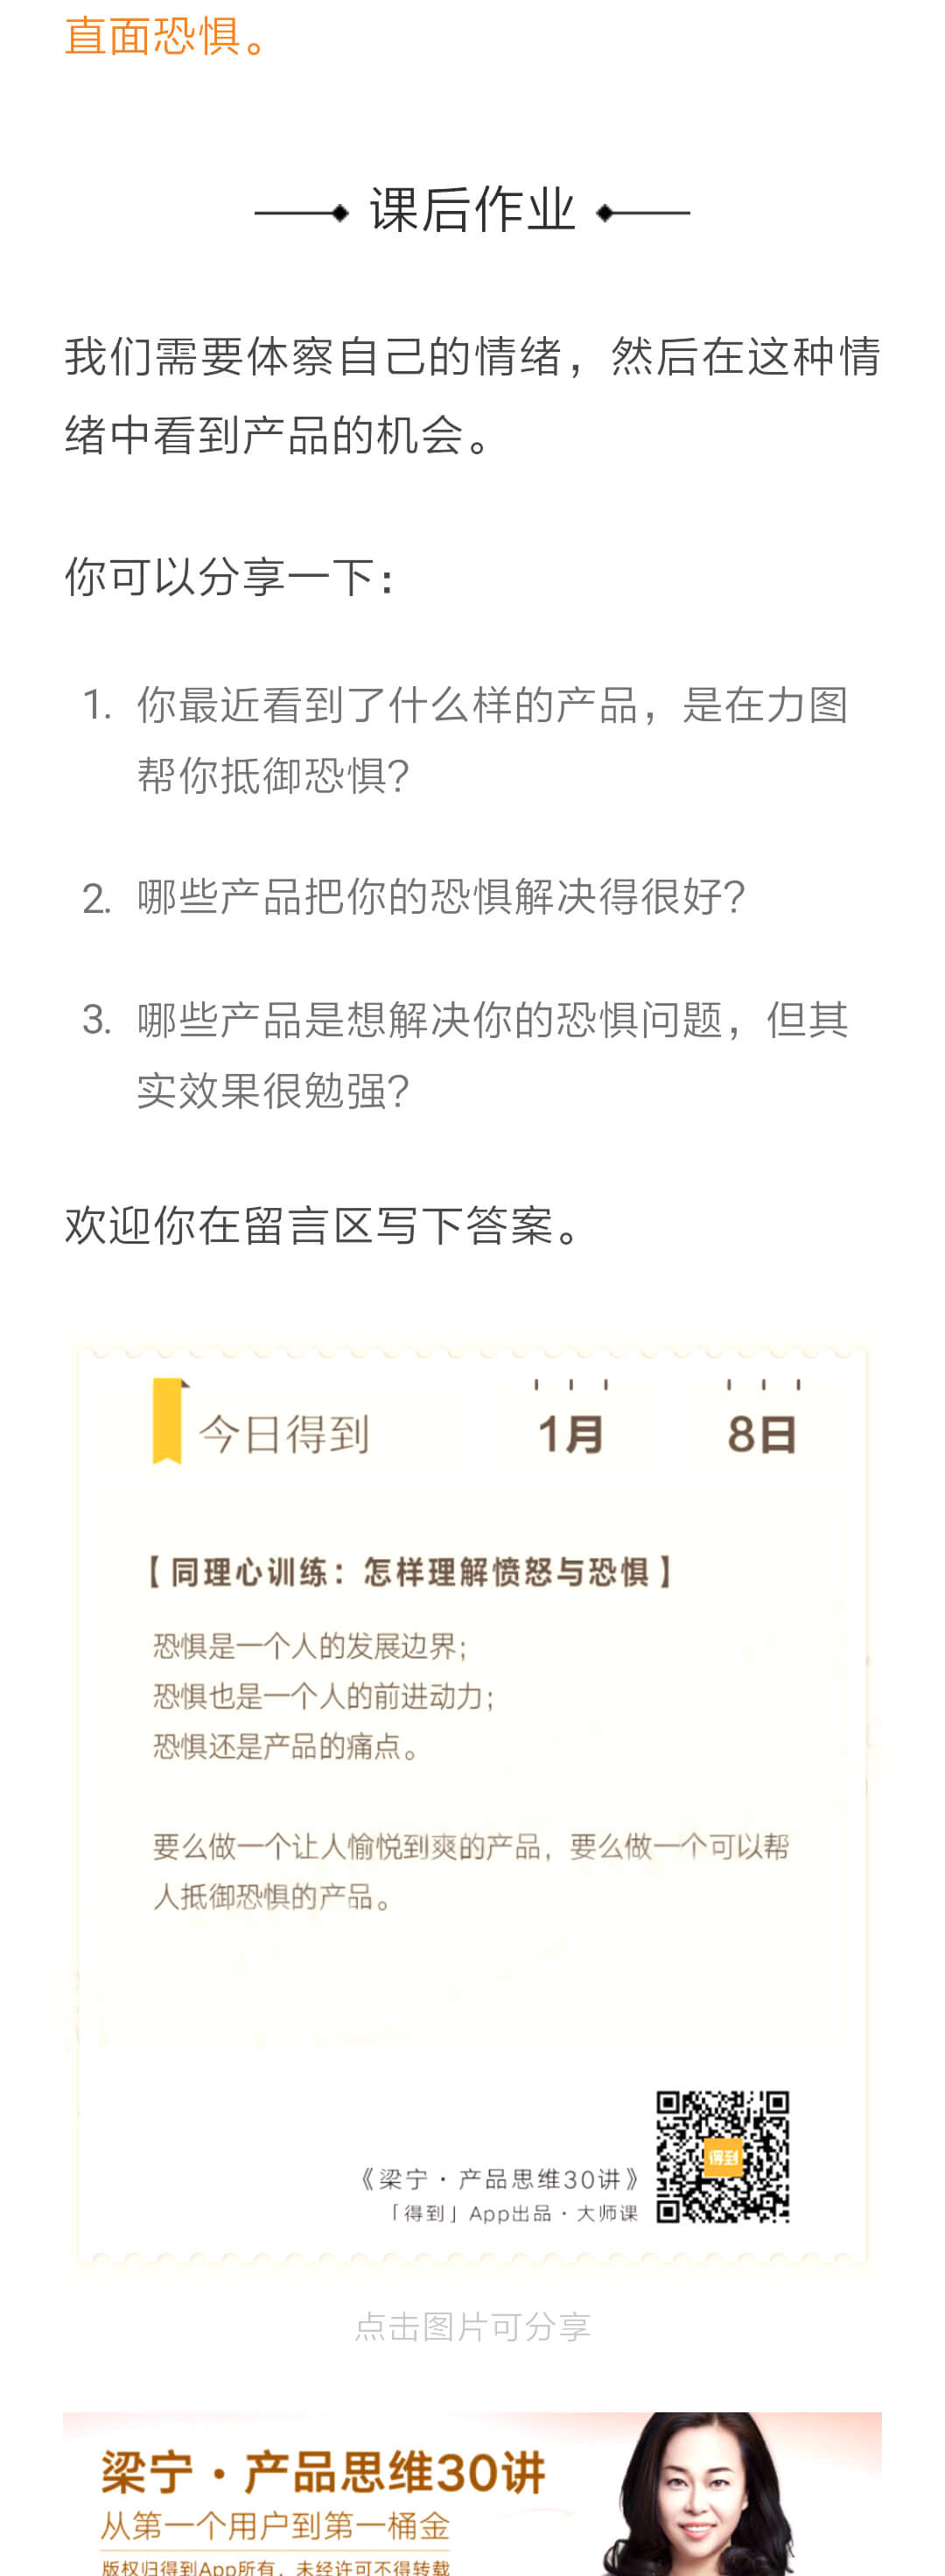 直面恐惧。
课后作业
我们需要体察自己的情绪，然后在这种情
绪中看到产品的机会。
你可以分享一下：
1. 你最近看到了什么样的产品，是在力图
帮你抵御恐惧？
2. 哪些产品把你的恐惧解决得很好？
3. 哪些产品是想解决你的恐惧问题，但其
实效果很勉强？
欢迎你在留言区写下答案。
今日得到 1月 8日
【同理心训练：怎样理解愤怒与恐惧】
恐惧是一个人的发展边界；
恐惧也是一个人的前进动力；
恐惧还是产品的痛点。
要么做一个让人愉悦到爽的产品，要么做一个可以帮
人抵御恐惧的产品。
得到
《梁宁·产品思维30讲》
「得到」App出品·大师课
点击图片可分享
梁宁·产品思维30讲
从第一个用户到第一桶金
版权归得到App所有，未经许可不得转载